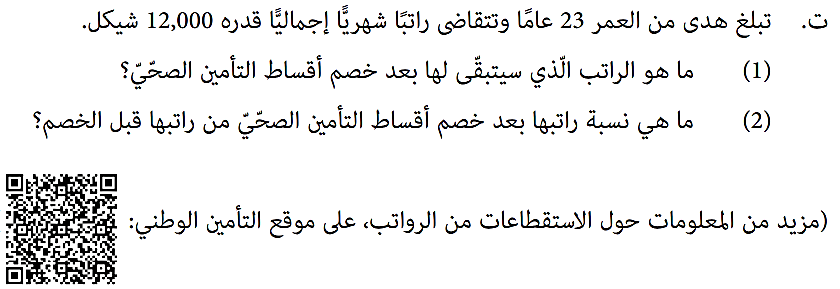 ت. تبلغ هدى من العمر 23 عامًا وتتقاضى راتبًا شهريًّا إجماليًّا قدره 12,000 شيكل.
(1) ما هو الراتب الّذي سيتبقّى لها بعد خصم أقساط التأمين الصحّيّ؟
(2) ما هي نسبة راتبها بعد خصم أقساط التأمين الصحّيّ من راتبها قبل الخصم؟
(مزيد من المعلومات حول الاستقطاعات من الرواتب، على موقع التأمين الوطني: